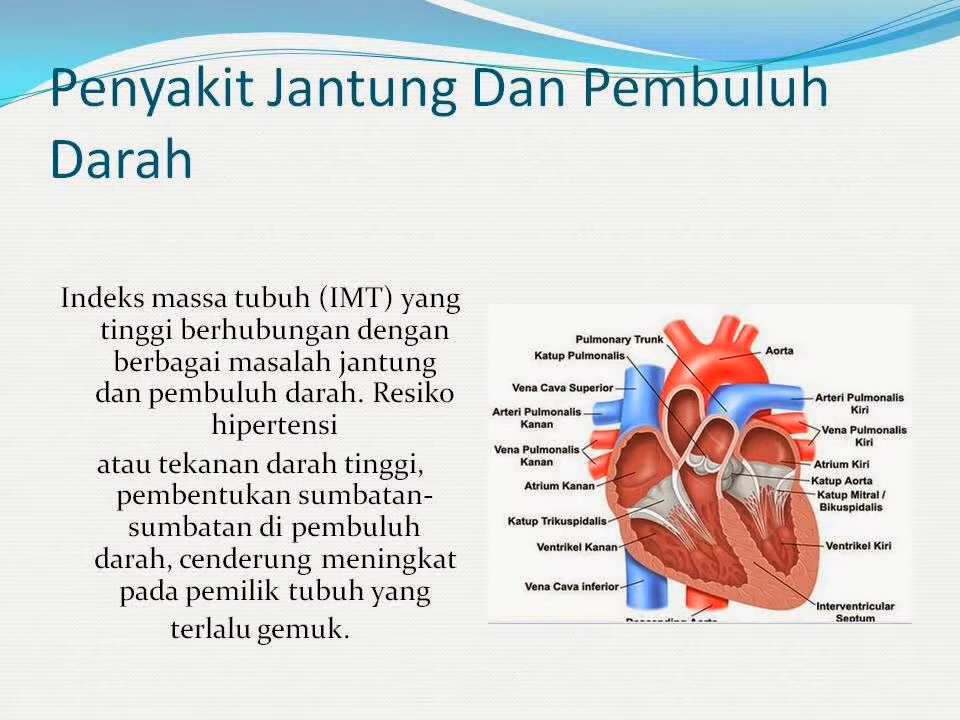 Penyakit Jantung Dan Pembuluh
Darah
Indeks massa tubuh (IMT) yang
tinggi berhubungan dengan
berbagai masalah jantung
dan pembuluh darah. Resiko
hipertensi
atau tekanan darah tinggi,
pembentukan sumbatan-
sumbatan di pembuluh
darah, cenderung meningkat
pada pemilik tubuh yang
terlalu gemuk.
Pulmonary Trunk
Katup Pulmonalis
Aorta
Vena Cava Superior
Arteri Pulmonalis
Kanan
Vena Pulmonalis
Kanan
Atrium Kanan
Katup Trikuspidalis
Ventrikel Kanan
Vena Cava inferior
Descending Aorta
Arteri Pulmonalis
Kiri
Vena Pulmonalis
Kiri
Atrium Kiri
Katup Aorta
Katup Mitral /
Bikuspidalis
Ventrikel Kiri
Interventricular
Septum